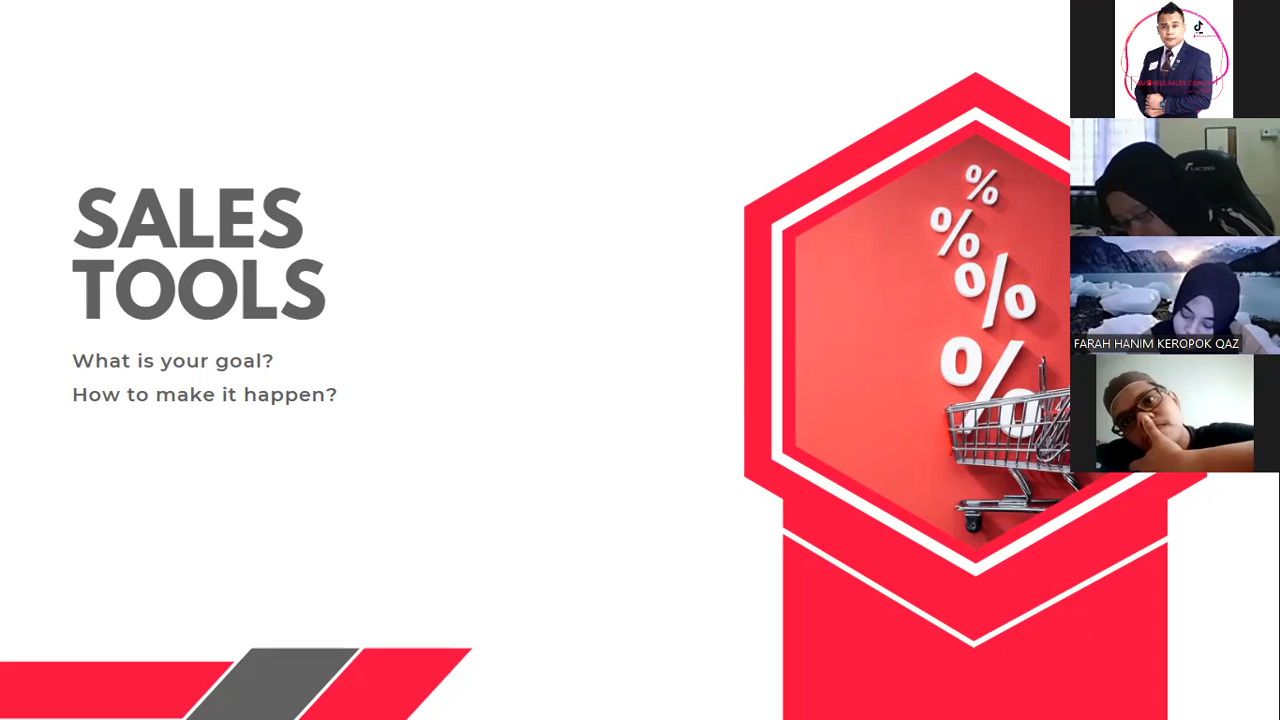 SALES
TOOLS
What is your goal?
How to make it happen?
%
%
%
%
FARAH HANIM KEROPOK QAZ